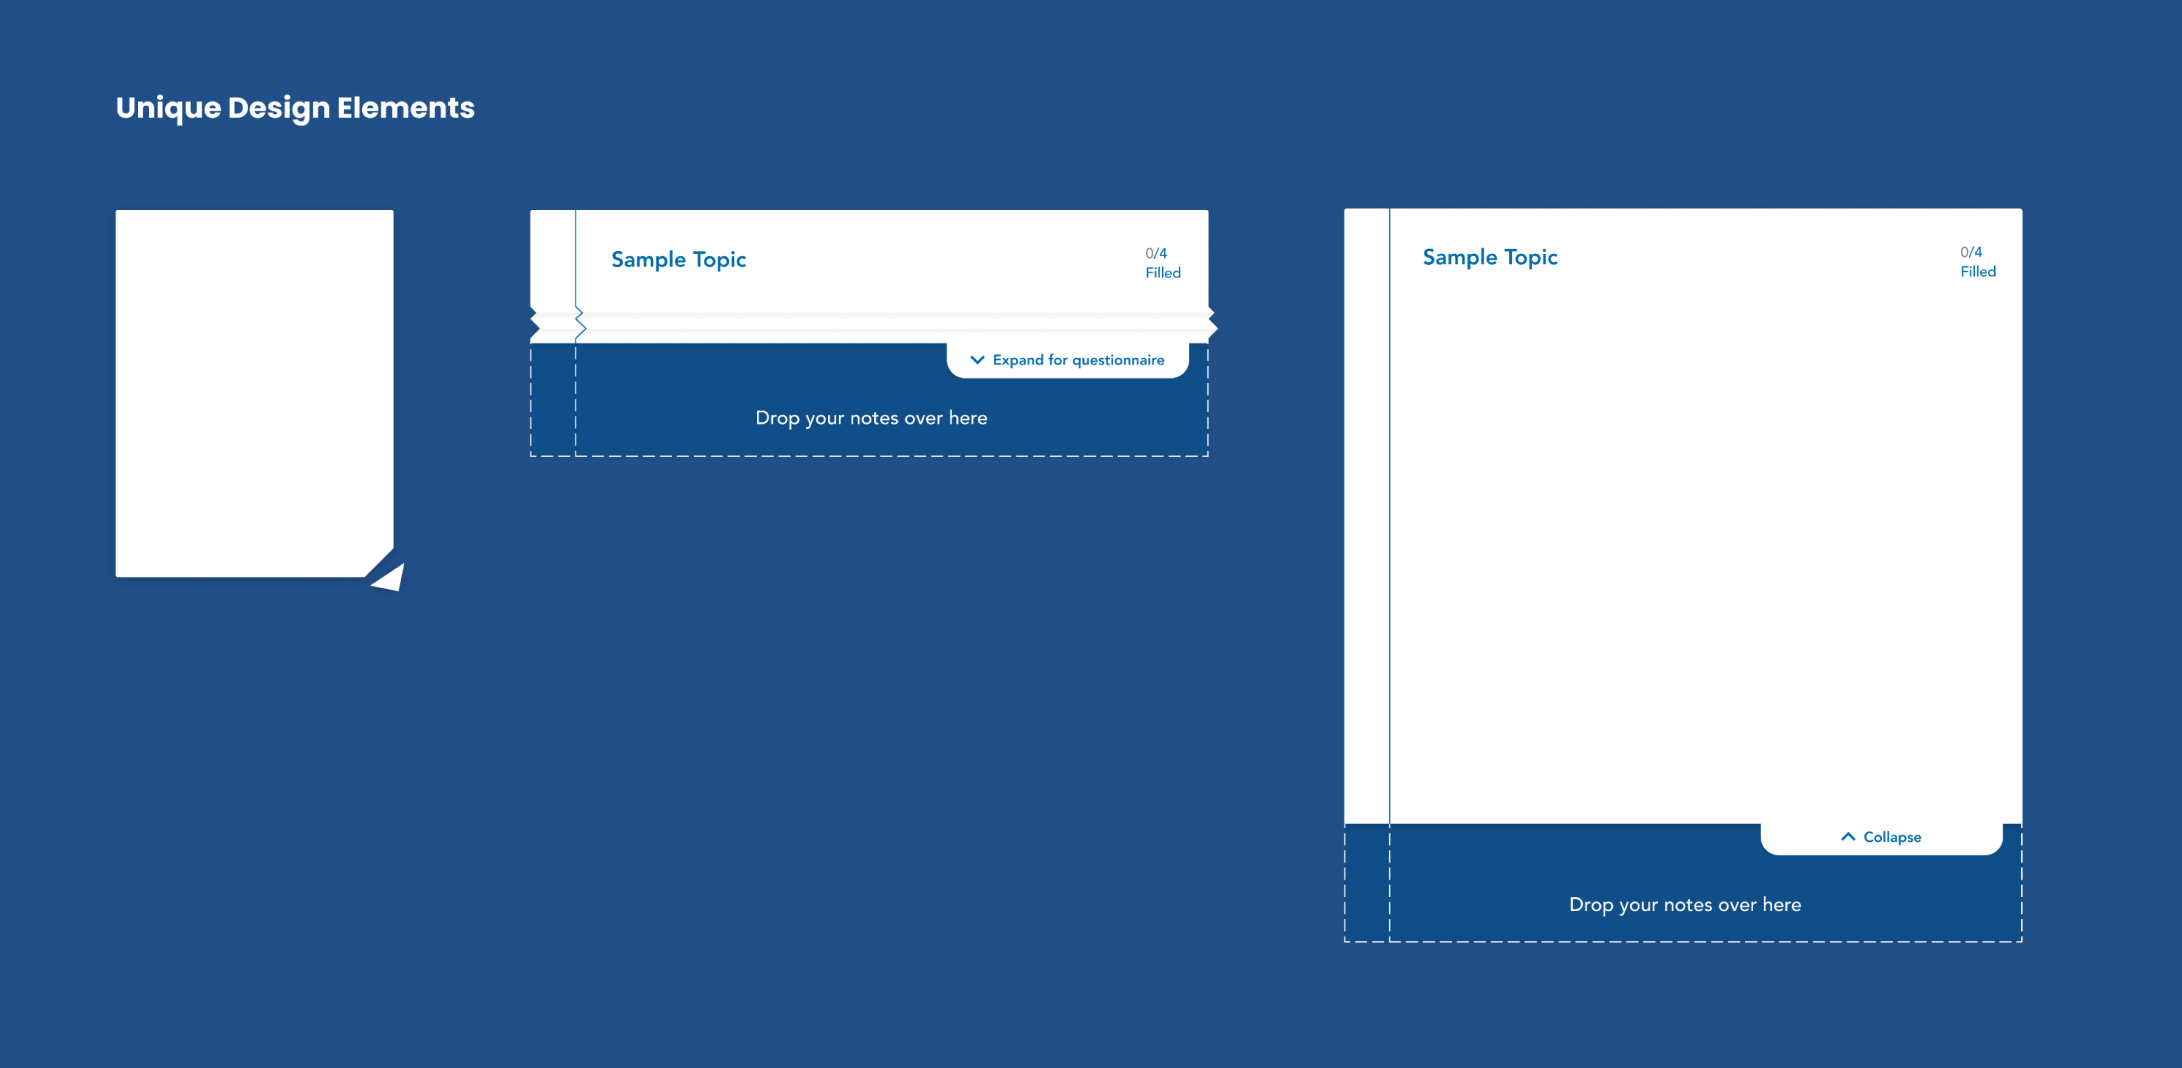 Unique Design Elements
Sample Topic
0/4
Filled
Expand for questionnaire
Drop your notes over here
Sample Topic
0/4
Filled
Collapse
Drop your notes over here